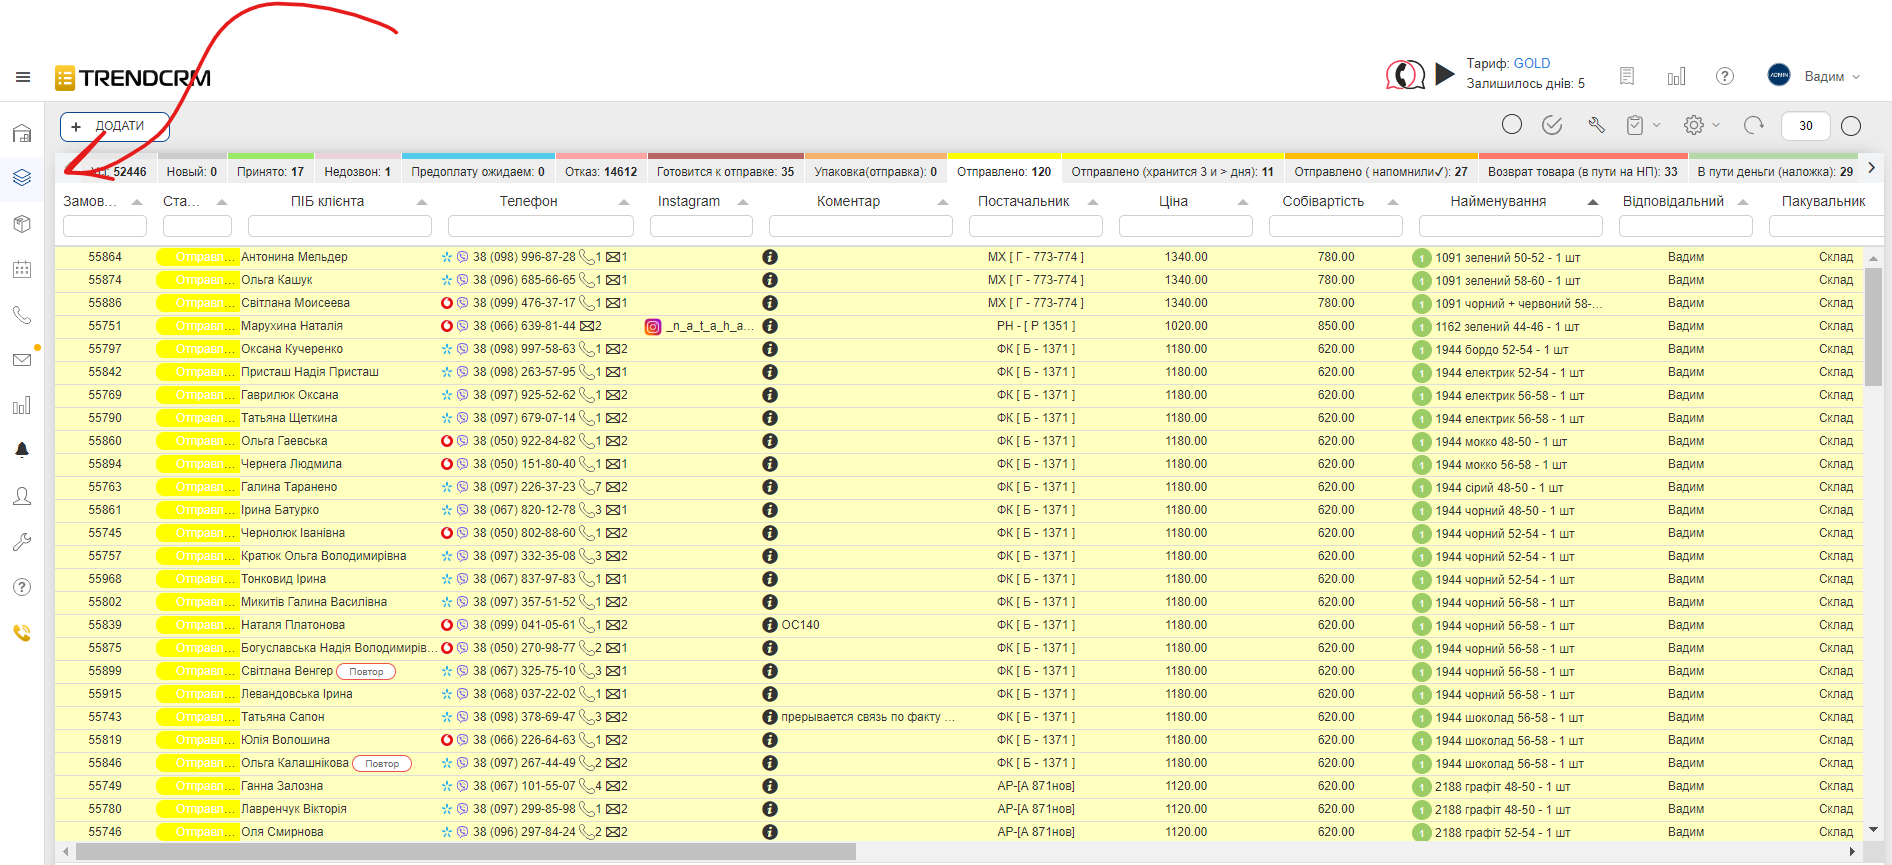 TRENDCRM
Тариф: GOLD
Залишилось днів: 5
Вадим
+ ДОДАТИ
30
52446
Новый: 0
Принято: 17
Недозвон: 1
Предоплату ожидаем: 0
Отказ: 14612
Готовится к отправке: 35
Упаковка(отправка): 0
Отправлено: 120
Отправлено (хранится 3 и > дня): 11
Отправлено ( напомнили✓): 27
Возврат товара (в пути на НП): 33
В пути деньги (наложка): 29
Замов... Ста... ПІБ клієнта Телефон Instagram Коментар Постачальник Ціна Собівартість Найменування Відповідальний Пакувальник
55864 Отправл... Антонина Мельдер 38 (098) 996-87-28 1 1 MX [ Г - 773-774 ] 1340.00 780.00 1 1091 зелений 50-52 - 1 шт Вадим Склад
55874 Отправл... Ольга Кашук 38 (096) 685-66-65 1 1 MX [ Г - 773-774 ] 1340.00 780.00 1 1091 зелений 58-60 - 1 шт Вадим Склад
55886 Отправл... Світлана Моисеева 38 (099) 476-37-17 1 1 MX [ Г - 773-774 ] 1340.00 780.00 1 1091 чорний + червоний 58-... Вадим Склад
55751 Отправл... Марухина Наталія 38 (066) 639-81-44 2 _n_a_t_a_h_a... РН - [ Р 1351 ] 1020.00 850.00 1 1162 зелений 44-46 - 1 шт Вадим Склад
55797 Отправл... Оксана Кучеренко 38 (098) 997-58-63 1 2 ФК [ Б - 1371 ] 1180.00 620.00 1 1944 бордо 52-54 - 1 шт Вадим Склад
55842 Отправл... Присташ Надія Присташ 38 (098) 263-57-95 1 1 ФК [ Б - 1371 ] 1180.00 620.00 1 1944 електрик 52-54 - 1 шт Вадим Склад
55769 Отправл... Гаврилюк Оксана 38 (097) 925-52-62 1 2 ФК [ Б - 1371 ] 1180.00 620.00 1 1944 електрик 56-58 - 1 шт Вадим Склад
55790 Отправл... Татьяна Щеткина 38 (097) 679-07-14 1 2 ФК [ Б - 1371 ] 1180.00 620.00 1 1944 електрик 56-58 - 1 шт Вадим Склад
55860 Отправл... Ольга Гаевська 38 (050) 922-84-82 1 2 ФК [ Б - 1371 ] 1180.00 620.00 1 1944 мокко 48-50 - 1 шт Вадим Склад
55894 Отправл... Чернега Людмила 38 (050) 151-80-40 1 1 ФК [ Б - 1371 ] 1180.00 620.00 1 1944 мокко 56-58 - 1 шт Вадим Склад
55763 Отправл... Галина Таранено 38 (097) 226-37-23 7 2 ФК [ Б - 1371 ] 1180.00 620.00 1 1944 сірий 48-50 - 1 шт Вадим Склад
55861 Отправл... Ірина Батурко 38 (067) 820-12-78 3 1 ФК [ Б - 1371 ] 1180.00 620.00 1 1944 чорний 48-50 - 1 шт Вадим Склад
55745 Отправл... Чернолюк Іванівна 38 (050) 802-88-60 1 2 ФК [ Б - 1371 ] 1180.00 620.00 1 1944 чорний 52-54 - 1 шт Вадим Склад
55757 Отправл... Кратюк Ольга Володимирівна 38 (097) 332-35-08 3 2 ФК [ Б - 1371 ] 1180.00 620.00 1 1944 чорний 52-54 - 1 шт Вадим Склад
55968 Отправл... Тонковид Ірина 38 (067) 837-97-83 1 1 ФК [ Б - 1371 ] 1180.00 620.00 1 1944 чорний 52-54 - 1 шт Вадим Склад
55802 Отправл... Микитів Галина Василівна 38 (097) 357-51-52 1 2 ФК [ Б - 1371 ] 1180.00 620.00 1 1944 чорний 56-58 - 1 шт Вадим Склад
55839 Отправл... Наталя Платонова 38 (099) 041-05-61 1 2 ОС140 ФК [ Б - 1371 ] 1180.00 620.00 1 1944 чорний 56-58 - 1 шт Вадим Склад
55875 Отправл... Богуславська Надія Володимирів... 38 (050) 270-98-77 2 1 ФК [ Б - 1371 ] 1180.00 620.00 1 1944 чорний 56-58 - 1 шт Вадим Склад
55899 Отправл... Світлана Венгер Повтор 38 (067) 325-75-10 3 1 ФК [ Б - 1371 ] 1180.00 620.00 1 1944 чорний 56-58 - 1 шт Вадим Склад
55915 Отправл... Левандовська Ірина 38 (068) 037-22-02 1 1 ФК [ Б - 1371 ] 1180.00 620.00 1 1944 чорний 56-58 - 1 шт Вадим Склад
55743 Отправл... Татьяна Сапон 38 (098) 378-69-47 3 2 прерывается связь по факту ... ФК [ Б - 1371 ] 1180.00 620.00 1 1944 шоколад 56-58 - 1 шт Вадим Склад
55819 Отправл... Юлія Волошина 38 (066) 226-64-63 1 2 ФК [ Б - 1371 ] 1180.00 620.00 1 1944 шоколад 56-58 - 1 шт Вадим Склад
55846 Отправл... Ольга Калашнікова Повтор 38 (097) 267-44-49 2 2 ФК [ Б - 1371 ] 1180.00 620.00 1 1944 шоколад 56-58 - 1 шт Вадим Склад
55749 Отправл... Ганна Залозна 38 (067) 101-55-07 4 2 АР-[А 871нов] 1120.00 620.00 1 2188 графіт 48-50 - 1 шт Вадим Склад
55780 Отправл... Лавренчук Вікторія 38 (097) 299-85-98 1 2 АР-[А 871нов] 1120.00 620.00 1 2188 графіт 48-50 - 1 шт Вадим Склад
55746 Отправл... Оля Смирнова 38 (096) 297-84-24 2 2 АР-[А 871нов] 1120.00 620.00 1 2188 графіт 52-54 - 1 шт Вадим Склад